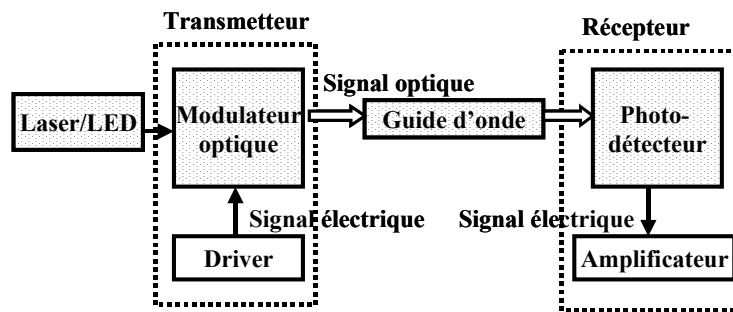 Transmetteur
Récepteur
Signal optique
Laser/LED
Modulateur
optique
Guide d'onde
Photo-
détecteur
Signal électrique
Signal électrique
Driver
Amplificateur